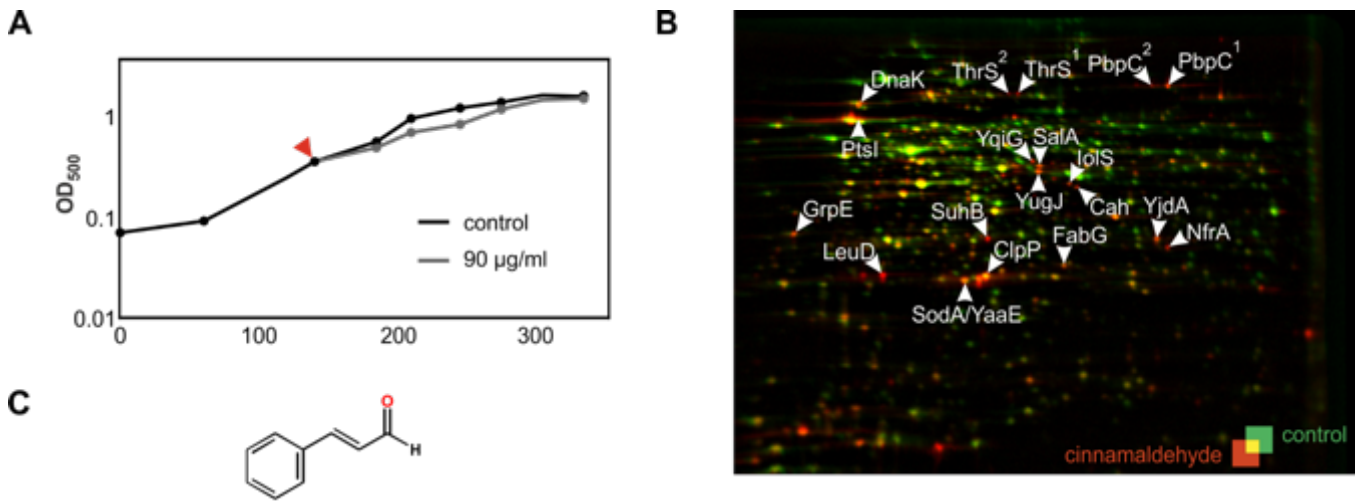 A
OD500
1
0.1
0.01
0
100
200
300
control
90 µg/ml
B
DnaK
ThrS2
ThrS1
PbpC2
PbpC1
PtsI
YqiG
SalA
IolS
YugJ
Cah
GrpE
SuhB
YjdA
NfrA
LeuD
ClpP
FabG
SodA/YaaE
control
cinnamaldehyde
C
O
H